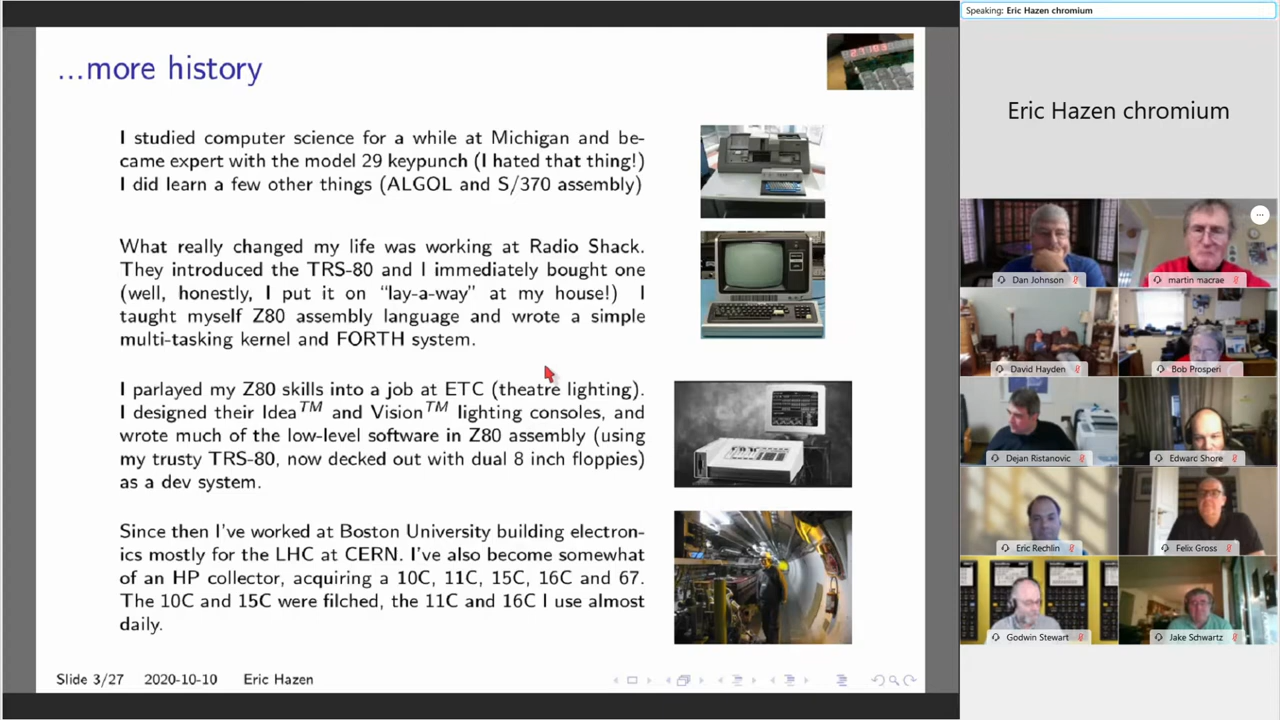 Speaking: Eric Hazen chromium
...more history
I studied computer science for a while at Michigan and be-
came expert with the model 29 keypunch (I hated that thing!)
I did learn a few other things (ALGOL and S/370 assembly)
What really changed my life was working at Radio Shack.
They introduced the TRS-80 and I immediately bought one
(well, honestly, I put it on “lay-a-way” at my house!) I
taught myself Z80 assembly language and wrote a simple
multi-tasking kernel and FORTH system.
I parlayed my Z80 skills into a job at ETC (theatre lighting).
I designed their Idea™ and Vision™ lighting consoles, and
wrote much of the low-level software in Z80 assembly (using
my trusty TRS-80, now decked out with dual 8 inch floppies)
as a dev system.
Since then I've worked at Boston University building electron-
ics mostly for the LHC at CERN. I've also become somewhat
of an HP collector, acquiring a 10C, 11C, 15C, 16C and 67.
The 10C and 15C were filched, the 11C and 16C I use almost
daily.
Slide 3/27 2020-10-10 Eric Hazen
Eric Hazen chromium
Dan Johnson
martin macrae
David Hayden
Bob Prosperi
Dejan Ristanovic
Edward Shore
Eric Rechlin
Felix Gross
Godwin Stewart
Jake Schwartz